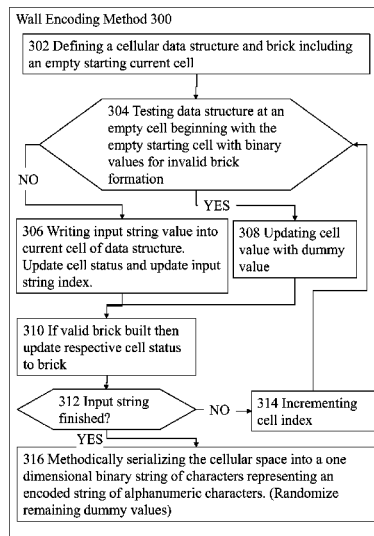 Wall Encoding Method 300
302 Defining a cellular data structure and brick including
an empty starting current cell
304 Testing data structure at an
empty cell beginning with the
empty starting cell with binary
values for invalid brick
formation
NO
YES
306 Writing input string value into
current cell of data structure.
Update cell status and update input
string index.
308 Updating cell
value with dummy
value
310 If valid brick built then
update respective cell status
to brick
312 Input string
finished?
NO
314 Incrementing
cell index
YES
316 Methodically serializing the cellular space into a one
dimensional binary string of characters representing an
encoded string of alphanumeric characters. (Randomize
remaining dummy values)